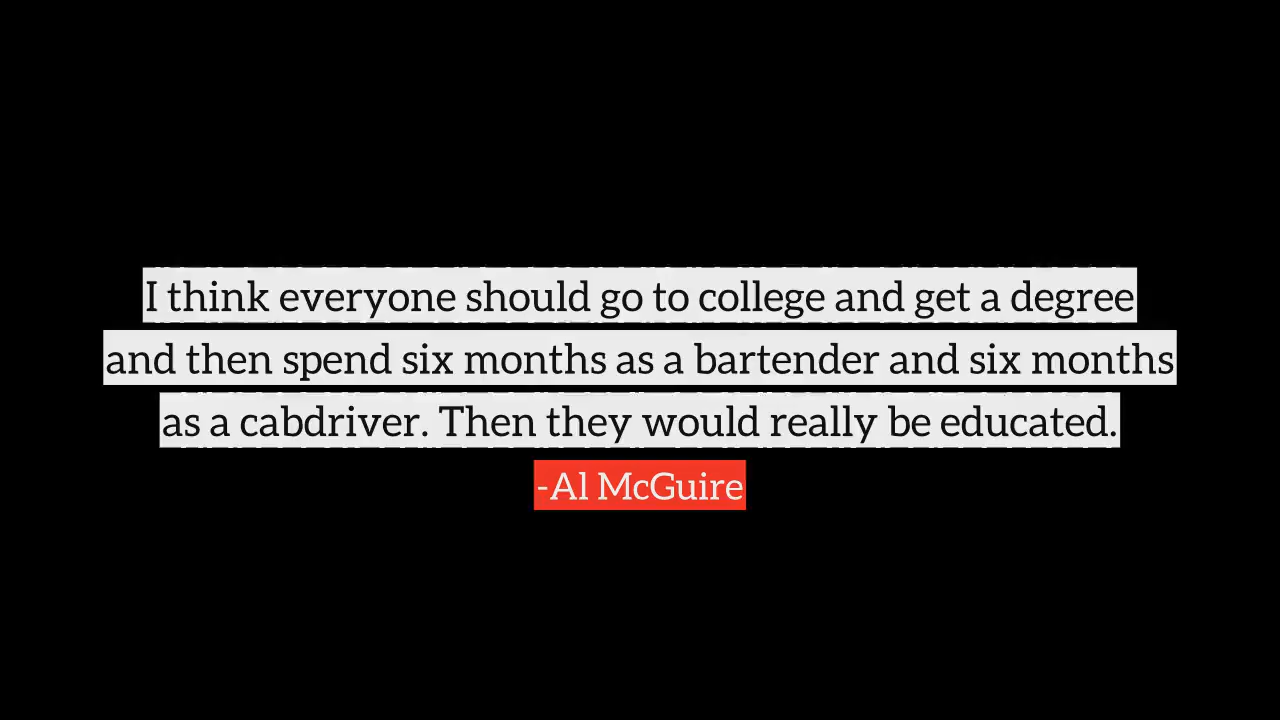 I think everyone should go to college and get a degree
and then spend six months as a bartender and six months
as a cabdriver. Then they would really be educated.
-Al McGuire